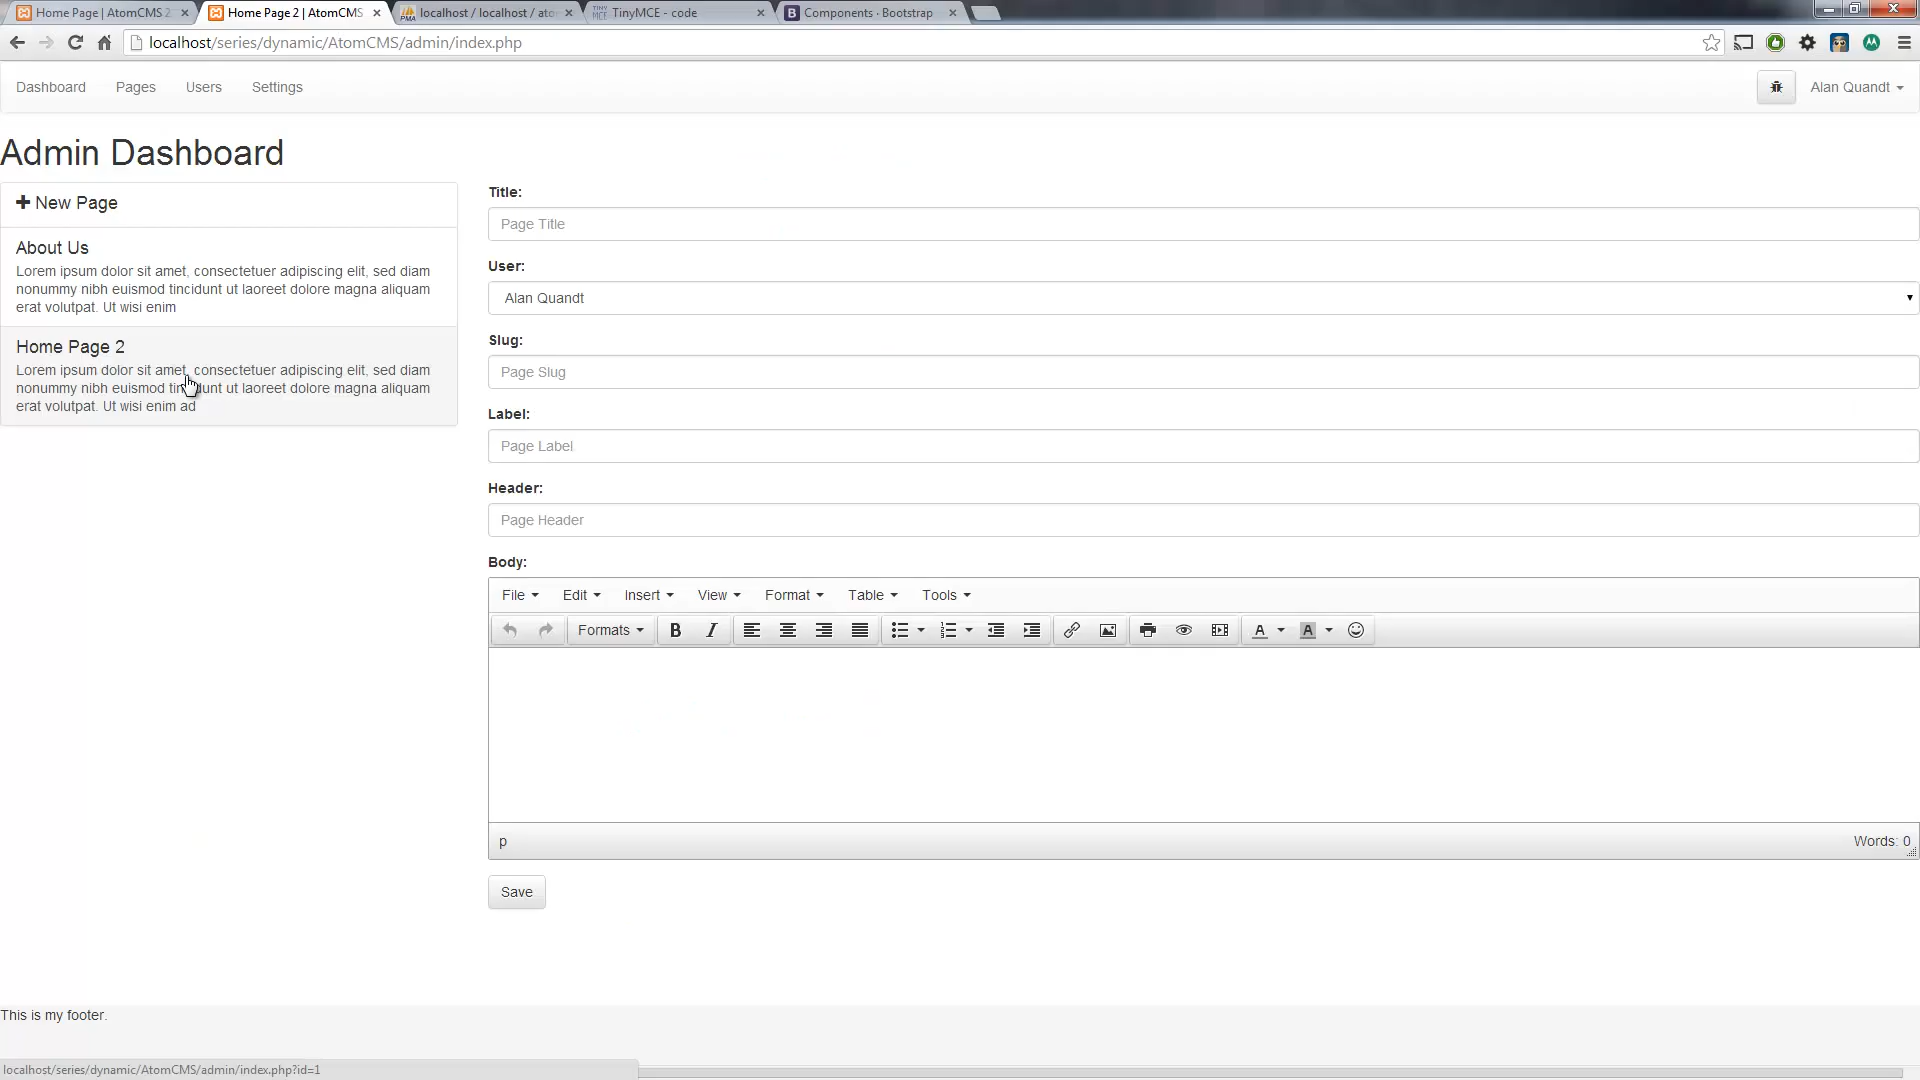 Home Page | AtomCMS 2
Home Page 2 | AtomCMS
localhost / localhost / ato
TinyMCE - code
Components · Bootstrap
localhost/series/dynamic/AtomCMS/admin/index.php
Dashboard
Pages
Users
Settings
Alan Quandt
Admin Dashboard
New Page
About Us
Lorem ipsum dolor sit amet, consectetuer adipiscing elit, sed diam
nonummy nibh euismod tincidunt ut laoreet dolore magna aliquam
erat volutpat. Ut wisi enim
Home Page 2
Lorem ipsum dolor sit amet, consectetuer adipiscing elit, sed diam
nonummy nibh euismod tincidunt ut laoreet dolore magna aliquam
erat volutpat. Ut wisi enim ad
Title:
Page Title
User:
Alan Quandt
Slug:
Page Slug
Label:
Page Label
Header:
Page Header
Body:
File Edit Insert View Format Table Tools
Formats B I A A
p
Words: 0
Save
This is my footer.
localhost/series/dynamic/AtomCMS/admin/index.php?id=1